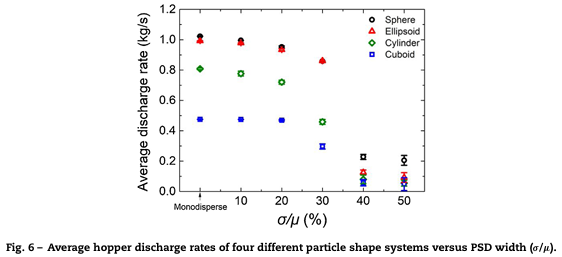 Average discharge rate (kg/s)
1.2
1.0
0.8
0.6
0.4
0.2
0.0
Sphere
Ellipsoid
Cylinder
Cuboid
10 20 30 40 50
Monodisperse
σ/μ (%)
Fig. 6 – Average hopper discharge rates of four different particle shape systems versus PSD width (σ/μ).